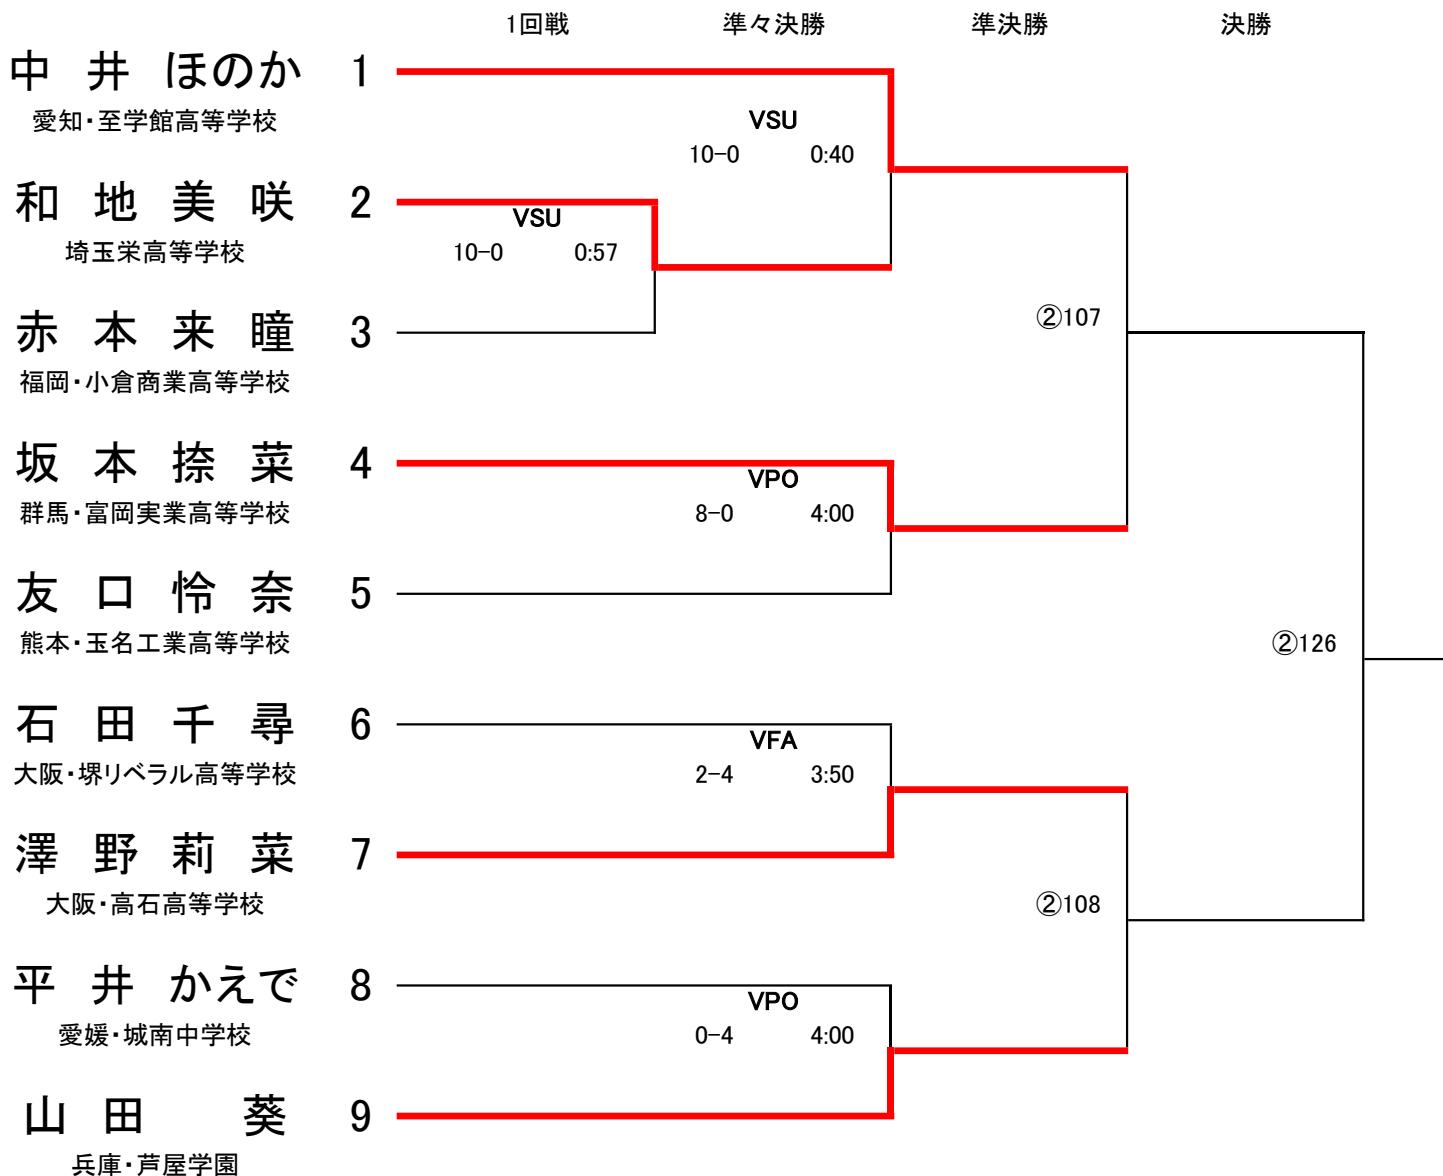 1回戦 準々決勝 準決勝 決勝
中井 ほのか 1
愛知・至学館高等学校
VSU
10-0 0:40
和地美咲 2
VSU
埼玉栄高等学校
10-0 0:57
赤本来瞳 3
②107
福岡・小倉商業高等学校
坂本捺菜 4
VPO
群馬・富岡実業高等学校
8-0 4:00
友口怜奈 5
熊本・玉名工業高等学校
②126
石田千尋 6
VFA
大阪・堺リベラル高等学校
2-4 3:50
澤野莉菜 7
大阪・高石高等学校
②108
平井 かえで 8
VPO
愛媛・城南中学校
0-4 4:00
山田 葵 9
兵庫・芦屋学園